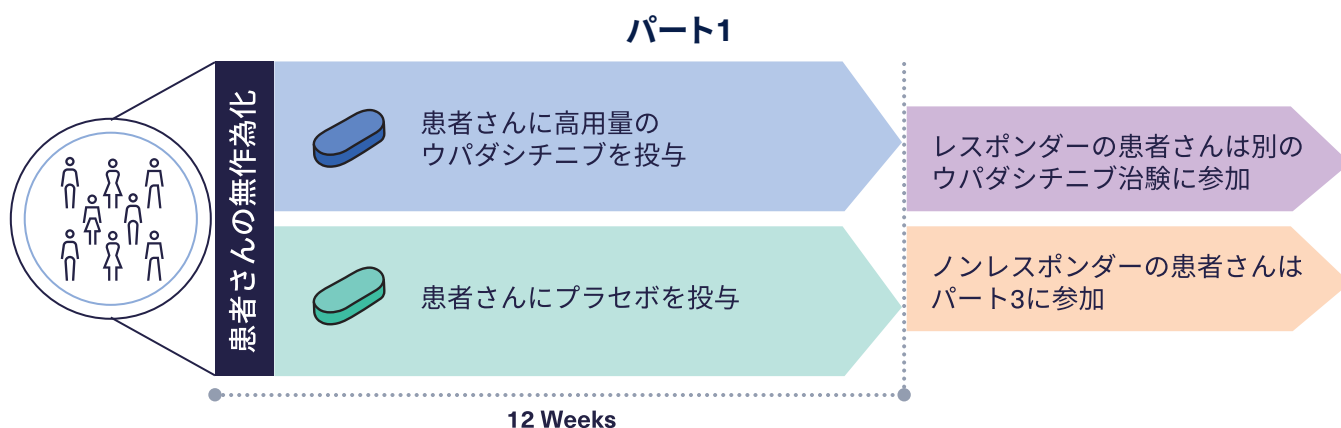 パート1
患者さんの無作為化
患者さんに高用量の
ウパダシチニブを投与
患者さんにプラセボを投与
レスポンダーの患者さんは別の
ウパダシチニブ治験に参加
ノンレスポンダーの患者さんは
パート3に参加
12 Weeks